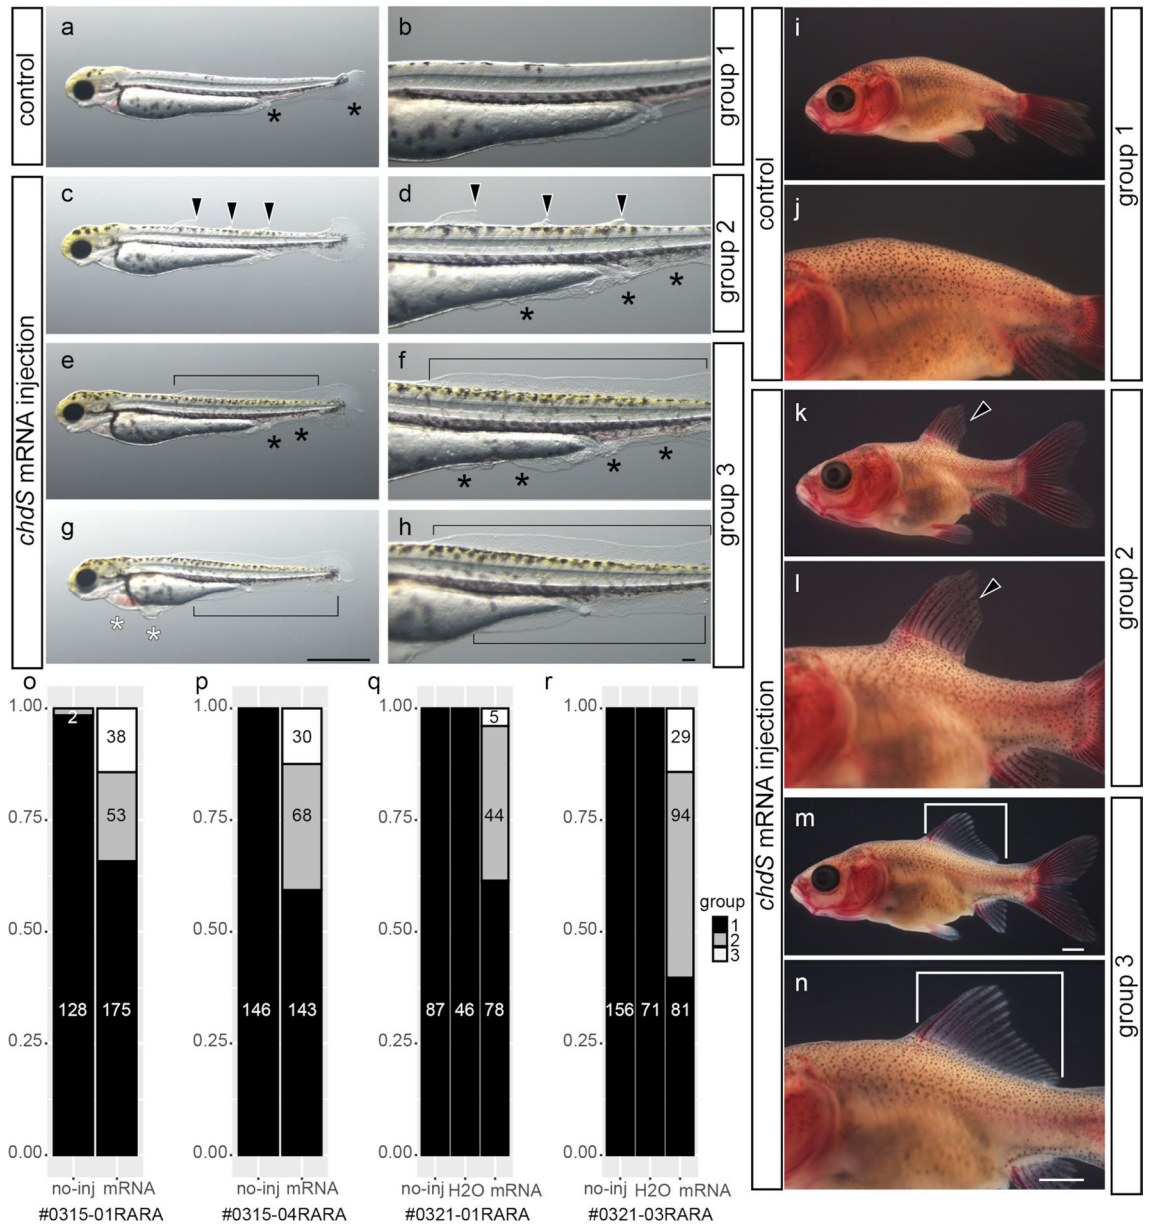 a
b
control
group 1
c
d
chdS mRNA injection
group 2
e
f
g
h
group 3
*
*
*
*
*
*
*
*
*
*
*
*
*
i
control
group 1
j
k
chdS mRNA injection
group 2
l
m
group 3
n
o
p
q
r
1.00
0.75
0.50
0.25
0.00
2
38
53
128
175
no-inj mRNA
#0315-01RARA
1.00
0.75
0.50
0.25
0.00
30
68
146
143
no-inj mRNA
#0315-04RARA
1.00
0.75
0.50
0.25
0.00
5
44
87
46
78
no-inj H2O mRNA
#0321-01RARA
1.00
0.75
0.50
0.25
0.00
29
94
156
71
81
no-inj H2O mRNA
#0321-03RARA
group
1
2
3